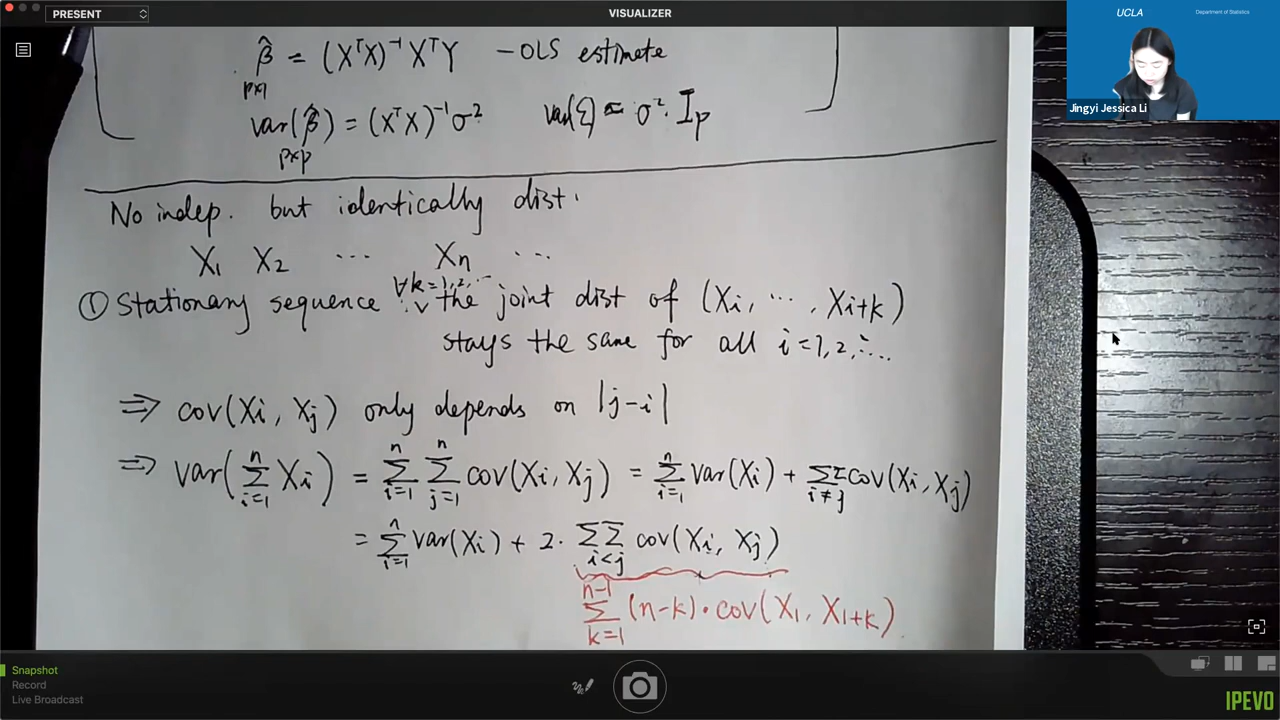 PRESENT
VISUALIZER
UCLA
Department of Statistics
Jingyi Jessica Li
β̂ = (XᵀX)⁻¹ XᵀY — OLS estimate
p×1
var(β̂) = (XᵀX)⁻¹σ² var(ε) = σ²· Ip
p×p
No indep. but identically dist.
X₁ X₂ ... Xn ...
∀k=1,2,...
① Stationary sequence : the joint dist of (Xi, ..., Xi+k)
stays the same for all i=1,2,....
⇒ cov(Xi, Xj) only depends on |j-i|
⇒ var(∑ᵢ₌₁ⁿ Xi) = ∑ᵢ₌₁ⁿ ∑ⱼ₌₁ⁿ cov(Xi, Xj) = ∑ᵢ₌₁ⁿ var(Xi) + ∑∑ᵢ≠ⱼ cov(Xi, Xj)
= ∑ᵢ₌₁ⁿ var(Xi) + 2· ∑∑ᵢ<ⱼ cov(Xi, Xj)
∑ₖ₌₁ⁿ⁻¹ (n-k)·cov(X₁, X₁₊ₖ)
Snapshot
Record
Live Broadcast
IPEVO